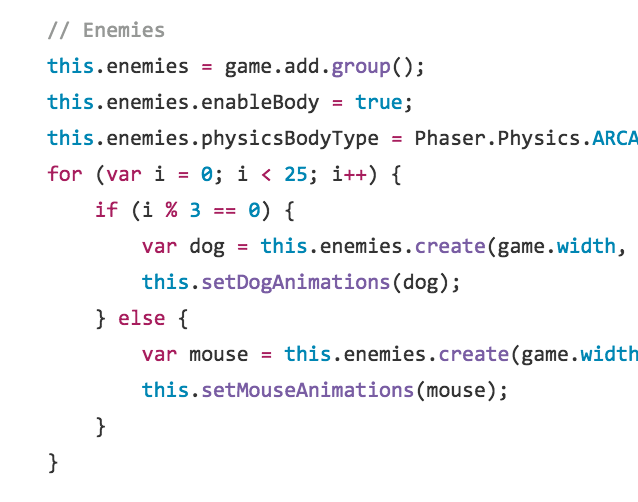 // Enemies
this.enemies = game.add.group();
this.enemies.enableBody = true;
this.enemies.physicsBodyType = Phaser.Physics.ARCA
for (var i = 0; i < 25; i++) {
if (i % 3 == 0) {
var dog = this.enemies.create(game.width,
this.setDogAnimations(dog);
} else {
var mouse = this.enemies.create(game.width
this.setMouseAnimations(mouse);
}
}